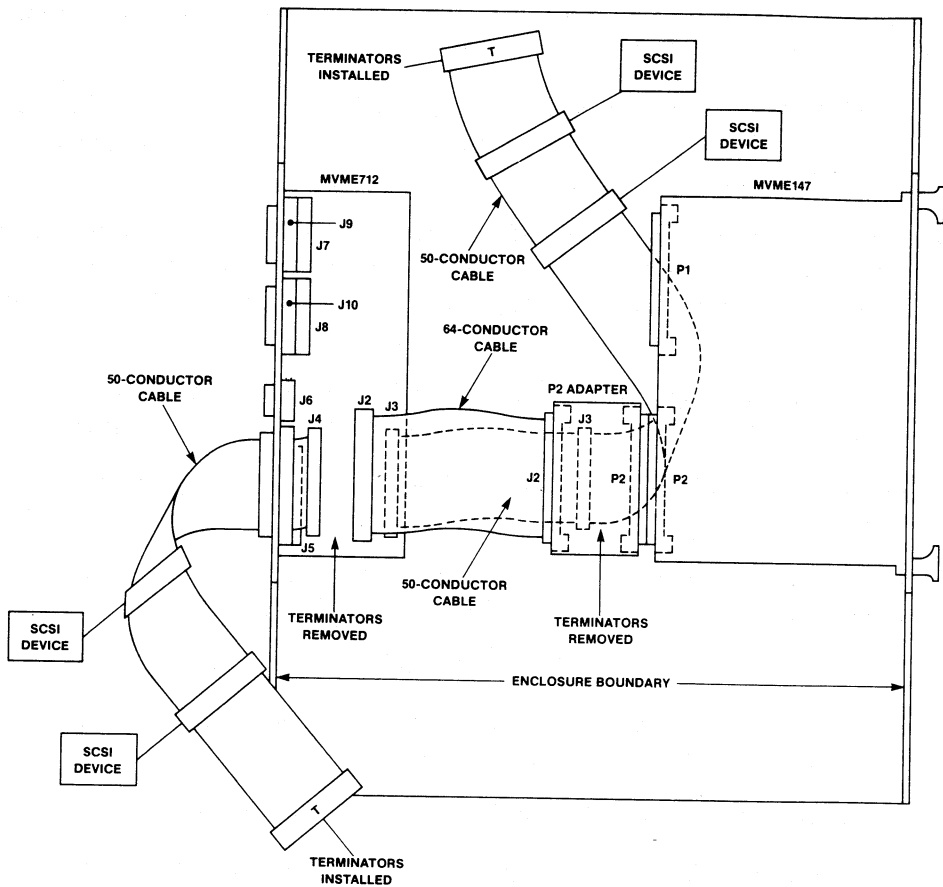 TERMINATORS
INSTALLED
T
SCSI
DEVICE
SCSI
DEVICE
MVME712
MVME147
J9
J7
50-CONDUCTOR
CABLE
P1
J10
J8
64-CONDUCTOR
CABLE
50-CONDUCTOR
CABLE
P2 ADAPTER
J6
J4
J2
J3
J3
J2
P2
P2
J5
50-CONDUCTOR
CABLE
TERMINATORS
REMOVED
TERMINATORS
REMOVED
SCSI
DEVICE
ENCLOSURE BOUNDARY
SCSI
DEVICE
T
TERMINATORS
INSTALLED